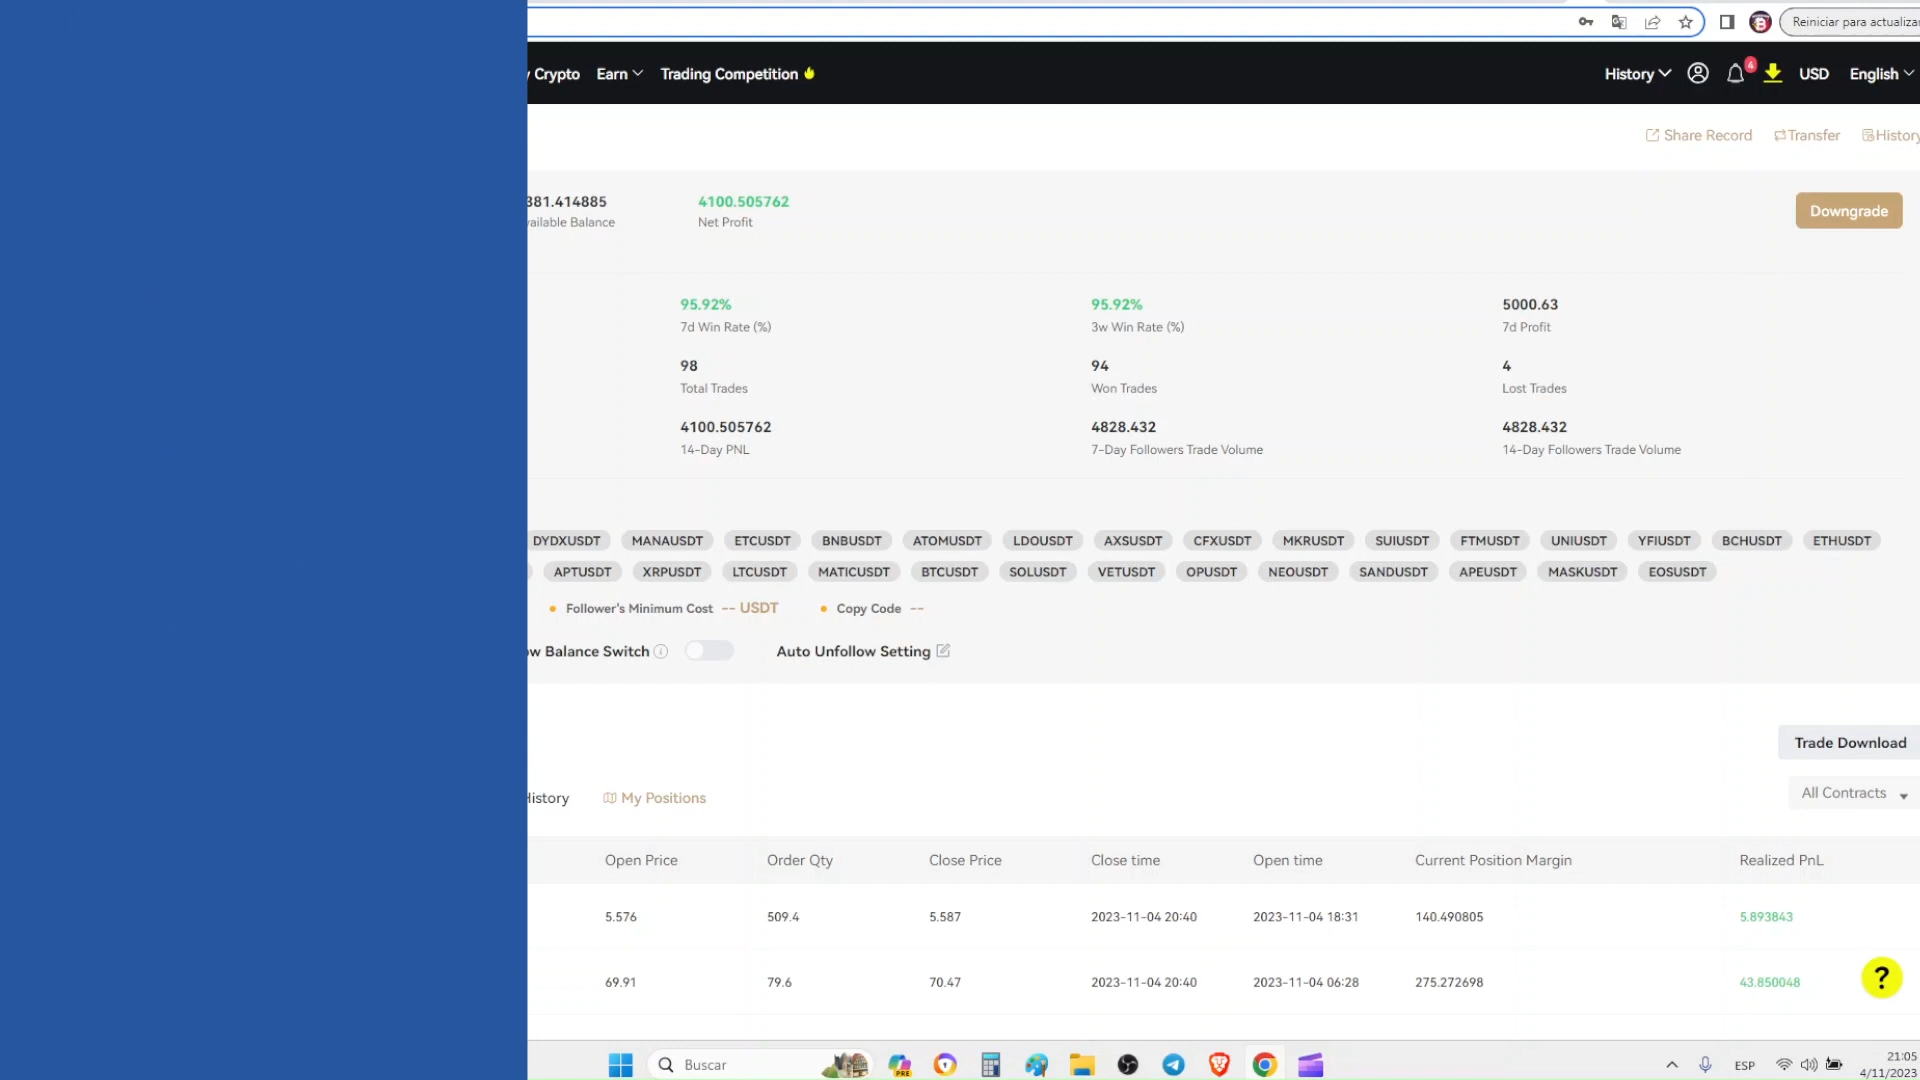 Reiniciar para actualizar
Crypto Earn Trading Competition History 4 USD English
Share Record Transfer History
381.414885 4100.505762
Available Balance Net Profit Downgrade
95.92% 95.92% 5000.63
7d Win Rate (%) 3w Win Rate (%) 7d Profit
98 94 4
Total Trades Won Trades Lost Trades
4100.505762 4828.432 4828.432
14-Day PNL 7-Day Followers Trade Volume 14-Day Followers Trade Volume
DYDXUSDT MANAUSDT ETCUSDT BNBUSDT ATOMUSDT LDOUSDT AXSUSDT CFXUSDT MKRUSDT SUIUSDT FTMUSDT UNIUSDT YFIUSDT BCHUSDT ETHUSDT
APTUSDT XRPUSDT LTCUSDT MATICUSDT BTCUSDT SOLUSDT VETUSDT OPUSDT NEOUSDT SANDUSDT APEUSDT MASKUSDT EOSUSDT
Follower's Minimum Cost -- USDT Copy Code --
Balance Switch Auto Unfollow Setting
Trade Download
History My Positions All Contracts
Open Price Order Qty Close Price Close time Open time Current Position Margin Realized PnL
5.576 509.4 5.587 2023-11-04 20:40 2023-11-04 18:31 140.490805 5.893843
69.91 79.6 70.47 2023-11-04 20:40 2023-11-04 06:28 275.272698 43.850048
?
Buscar PRE ESP 21:05
4/11/2023